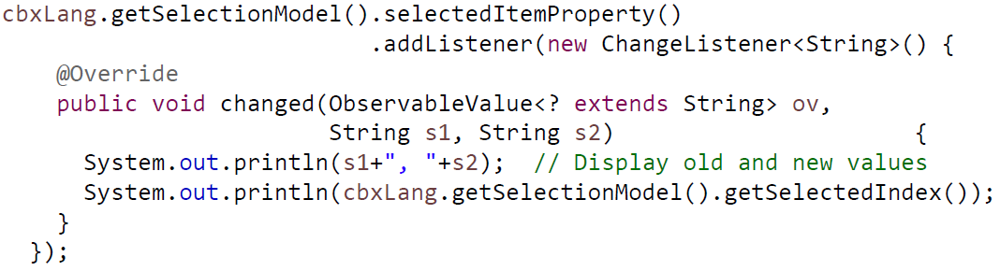 cbxLang.getSelectionModel().selectedItemProperty()
.addListener(new ChangeListener<String>() {
@Override
public void changed(ObservableValue<? extends String> ov,
String s1, String s2) {
System.out.println(s1+", "+s2); // Display old and new values
System.out.println(cbxLang.getSelectionModel().getSelectedIndex());
}
});